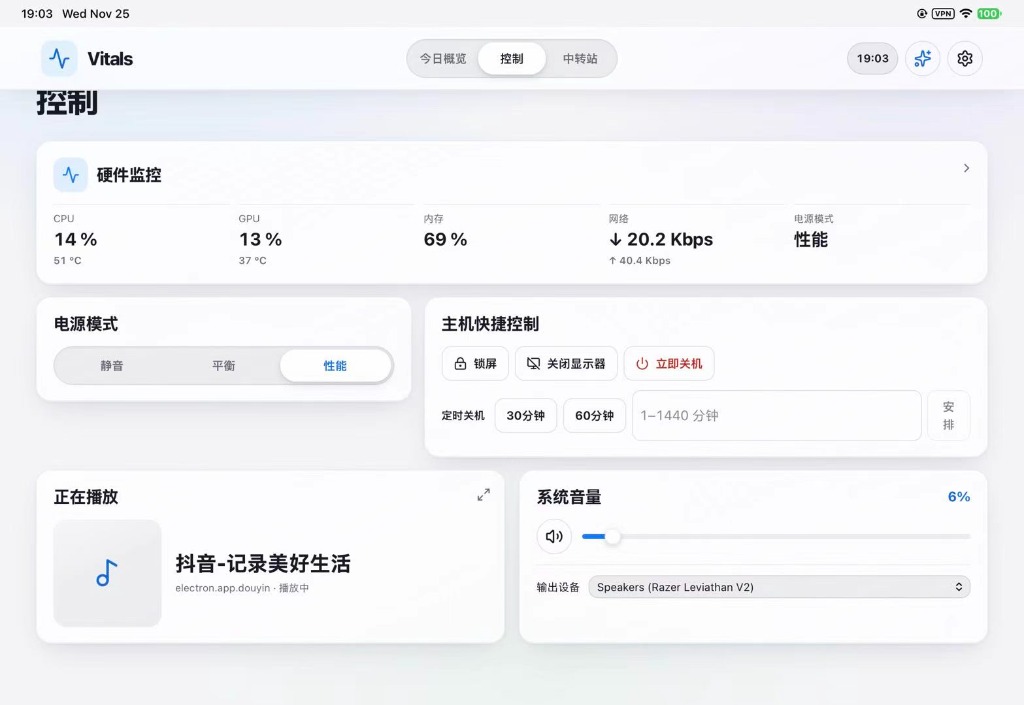 19:03 Wed Nov 25
VPN 100
Vitals
今日概览 控制 中转站
19:03
控制
硬件监控
CPU
14 %
51 °C
GPU
13 %
37 °C
内存
69 %
网络
↓ 20.2 Kbps
↑ 40.4 Kbps
电源模式
性能
电源模式
静音 平衡 性能
主机快捷控制
锁屏 关闭显示器 立即关机
定时关机 30分钟 60分钟 1–1440 分钟 安
排
正在播放
抖音-记录美好生活
electron.app.douyin · 播放中
系统音量 6%
输出设备 Speakers (Razer Leviathan V2)